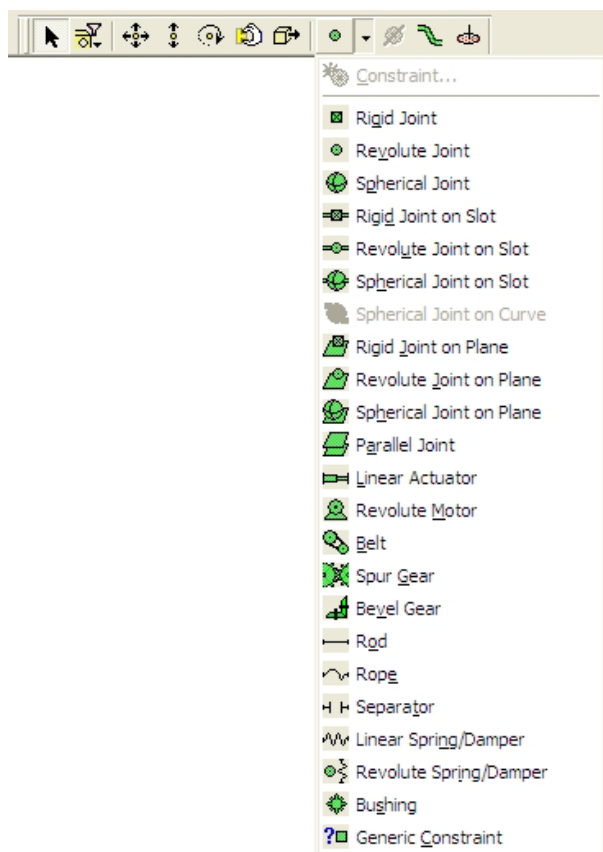 Constraint...
Rigid Joint
Revolute Joint
Spherical Joint
Rigid Joint on Slot
Revolute Joint on Slot
Spherical Joint on Slot
Spherical Joint on Curve
Rigid Joint on Plane
Revolute Joint on Plane
Spherical Joint on Plane
Parallel Joint
Linear Actuator
Revolute Motor
Belt
Spur Gear
Bevel Gear
Rod
Rope
Separator
Linear Spring/Damper
Revolute Spring/Damper
Bushing
Generic Constraint